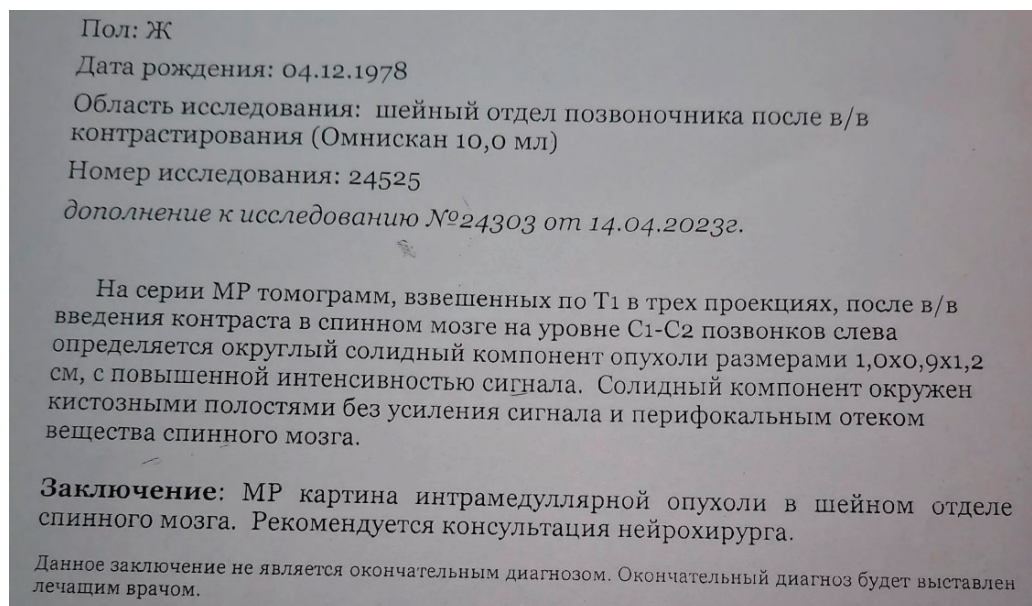 Пол: Ж
Дата рождения: 04.12.1978
Область исследования: шейный отдел позвоночника после в/в
контрастирования (Омнискан 10,0 мл)
Номер исследования: 24525
дополнение к исследованию №24303 от 14.04.2023г.
На серии МР томограмм, взвешенных по Т1 в трех проекциях, после в/в
введения контраста в спинном мозге на уровне С1-С2 позвонков слева
определяется округлый солидный компонент опухоли размерами 1,0х0,9х1,2
см, с повышенной интенсивностью сигнала. Солидный компонент окружен
кистозными полостями без усиления сигнала и перифокальным отеком
вещества спинного мозга.
Заключение: МР картина интрамедуллярной опухоли в шейном отделе
спинного мозга. Рекомендуется консультация нейрохирурга.
Данное заключение не является окончательным диагнозом. Окончательный диагноз будет выставлен
лечащим врачом.